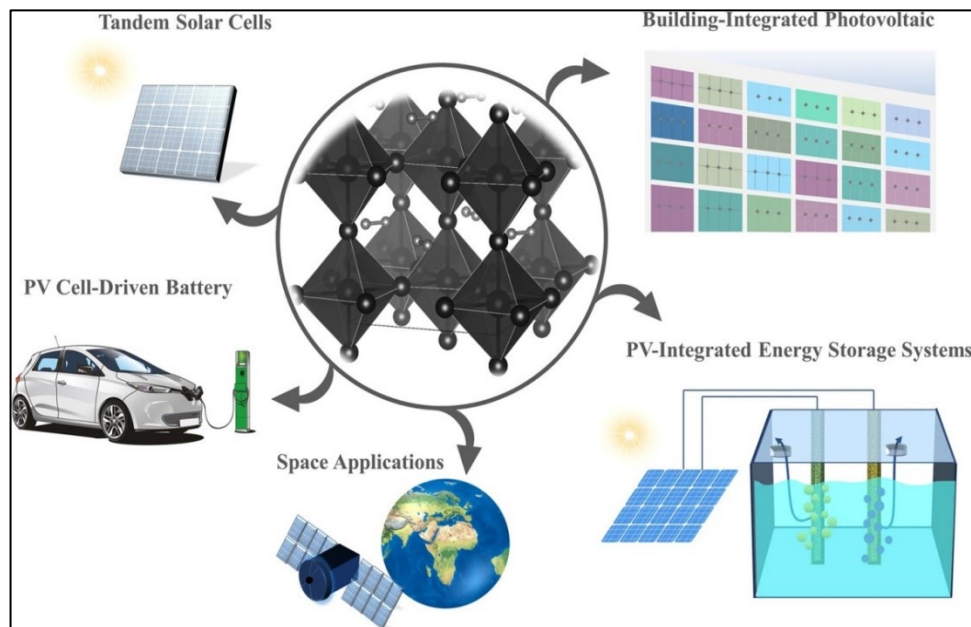 Tandem Solar Cells
Building-Integrated Photovoltaic
PV Cell-Driven Battery
PV-Integrated Energy Storage Systems
Space Applications